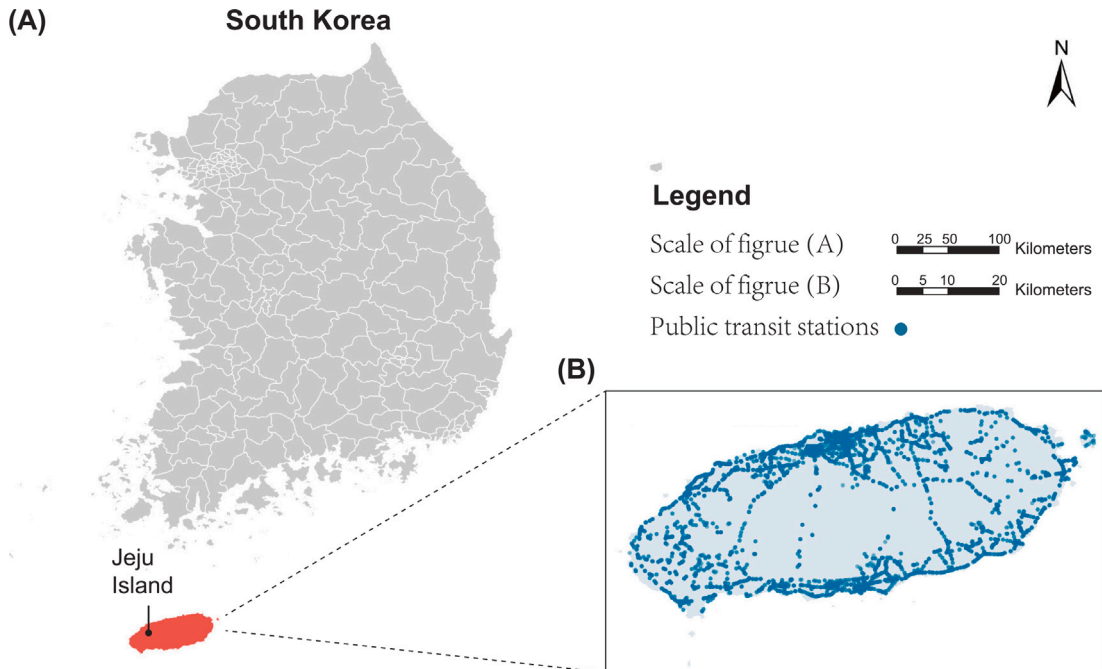 (A)
South Korea
N
Legend
Scale of figrue (A) 0 25 50 100 Kilometers
Scale of figrue (B) 0 5 10 20 Kilometers
Public transit stations
(B)
Jeju
Island